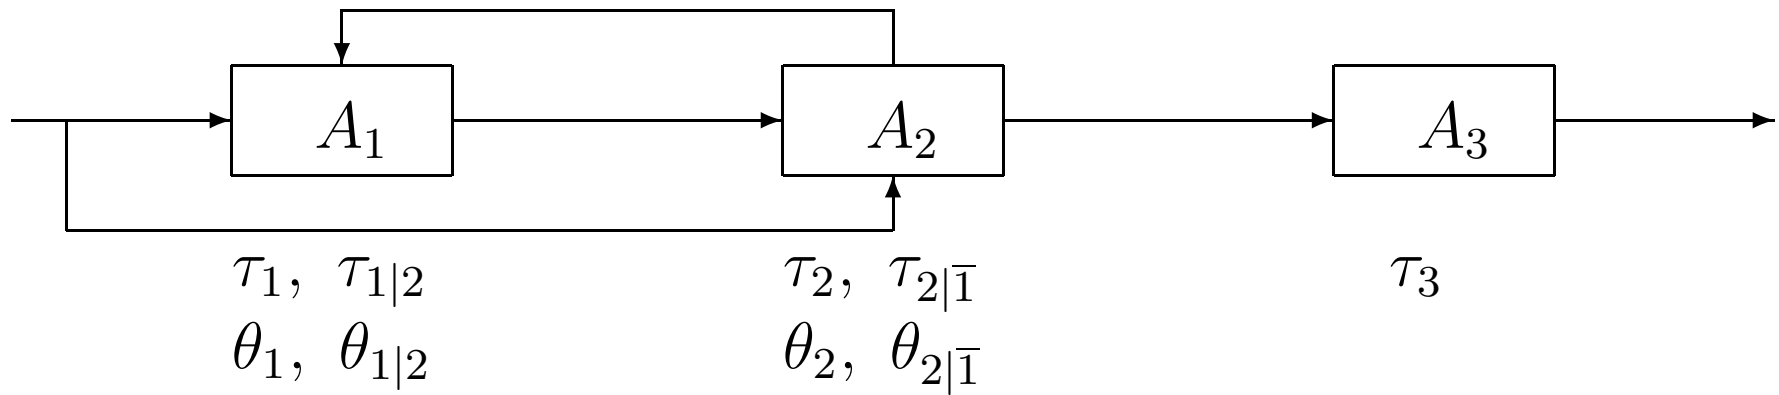 A₁ A₂ A₃
τ₁, τ₁|₂ τ₂, τ₂|₁̅ τ₃
θ₁, θ₁|₂ θ₂, θ₂|₁̅